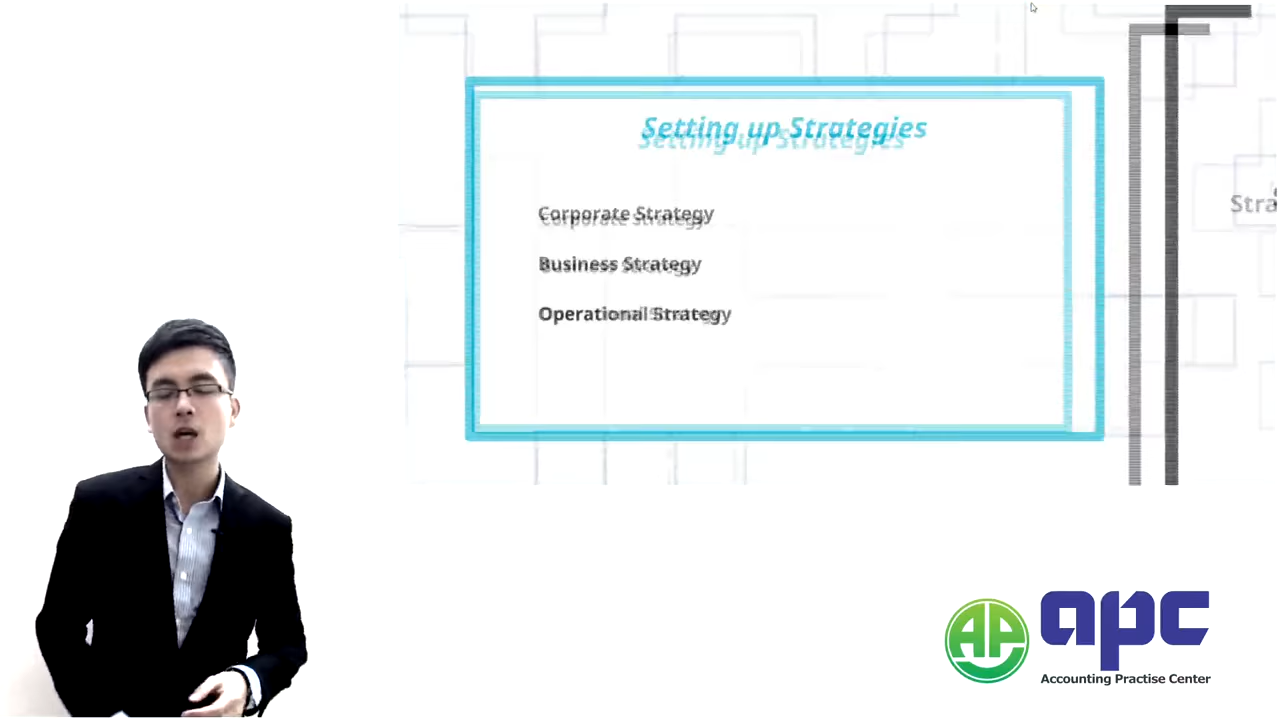 Setting up Strategies
Corporate Strategy
Business Strategy
Operational Strategy
AP
apc
Accounting Practise Center